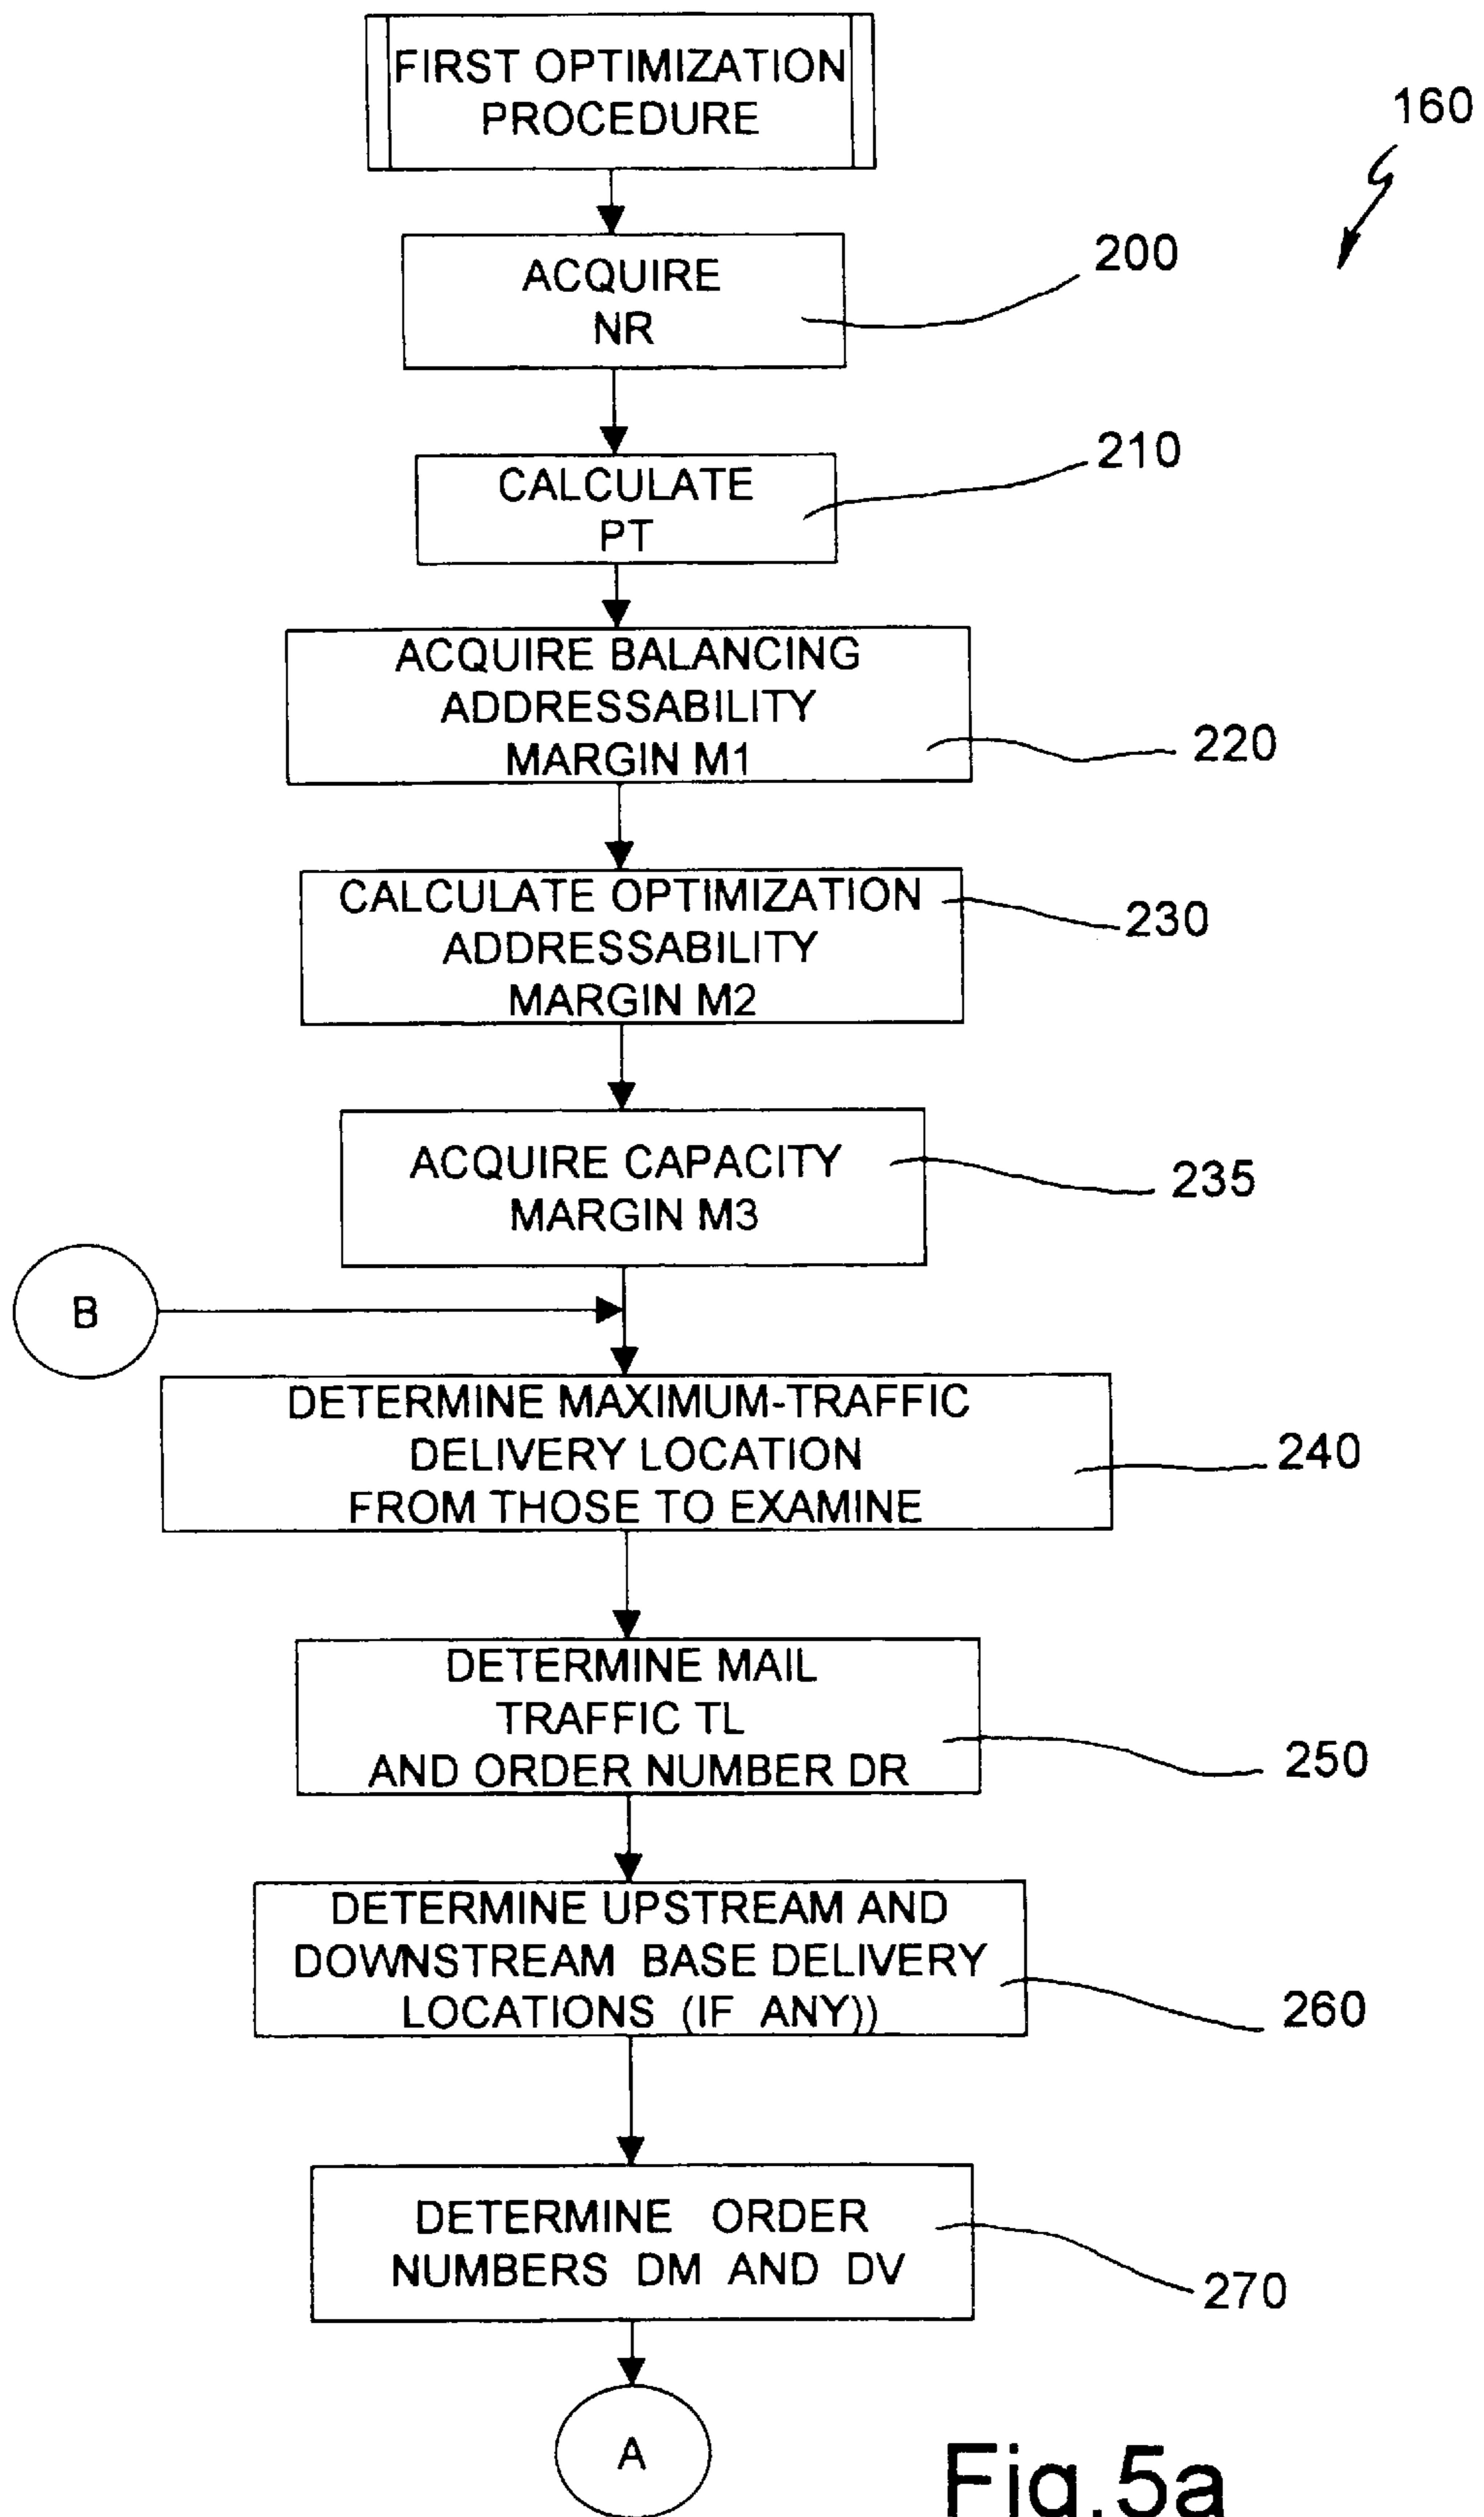 FIRST OPTIMIZATION
PROCEDURE
160
ACQUIRE
NR
200
CALCULATE
PT
210
ACQUIRE BALANCING
ADDRESSABILITY
MARGIN M1
220
CALCULATE OPTIMIZATION
ADDRESSABILITY
MARGIN M2
230
ACQUIRE CAPACITY
MARGIN M3
235
B
DETERMINE MAXIMUM-TRAFFIC
DELIVERY LOCATION
FROM THOSE TO EXAMINE
240
DETERMINE MAIL
TRAFFIC TL
AND ORDER NUMBER DR
250
DETERMINE UPSTREAM AND
DOWNSTREAM BASE DELIVERY
LOCATIONS (IF ANY))
260
DETERMINE ORDER
NUMBERS DM AND DV
270
A
Fig.5a